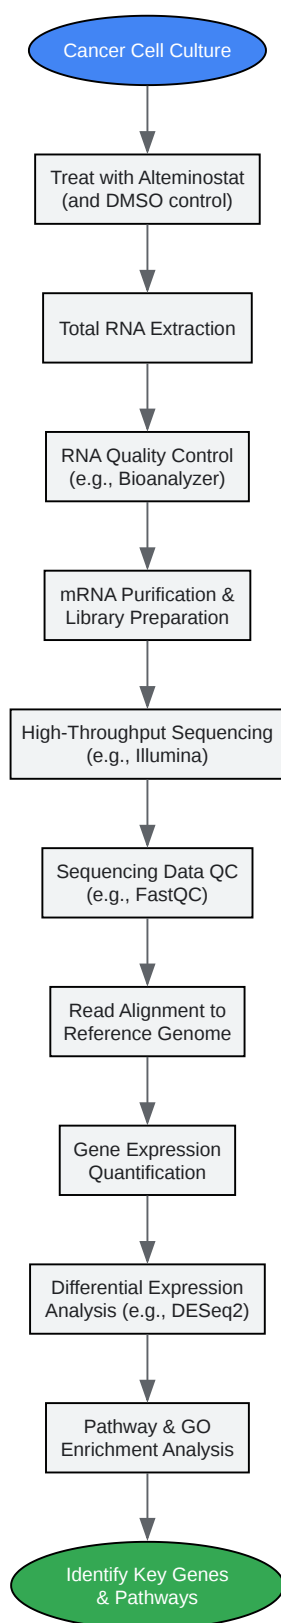 Cancer Cell Culture
Treat with Alteminostat
(and DMSO control)
Total RNA Extraction
RNA Quality Control
(e.g., Bioanalyzer)
mRNA Purification &
Library Preparation
High-Throughput Sequencing
(e.g., Illumina)
Sequencing Data QC
(e.g., FastQC)
Read Alignment to
Reference Genome
Gene Expression
Quantification
Differential Expression
Analysis (e.g., DESeq2)
Pathway & GO
Enrichment Analysis
Identify Key Genes
& Pathways